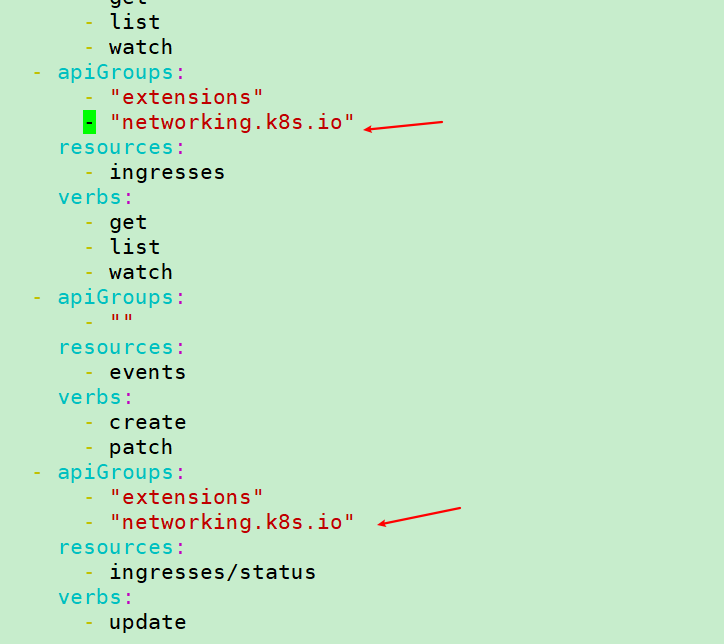 get
- list
- watch
- apiGroups:
- "extensions"
- "networking.k8s.io"
resources:
- ingresses
verbs:
- get
- list
- watch
- apiGroups:
- ""
resources:
- events
verbs:
- create
- patch
- apiGroups:
- "extensions"
- "networking.k8s.io"
resources:
- ingresses/status
verbs:
- update